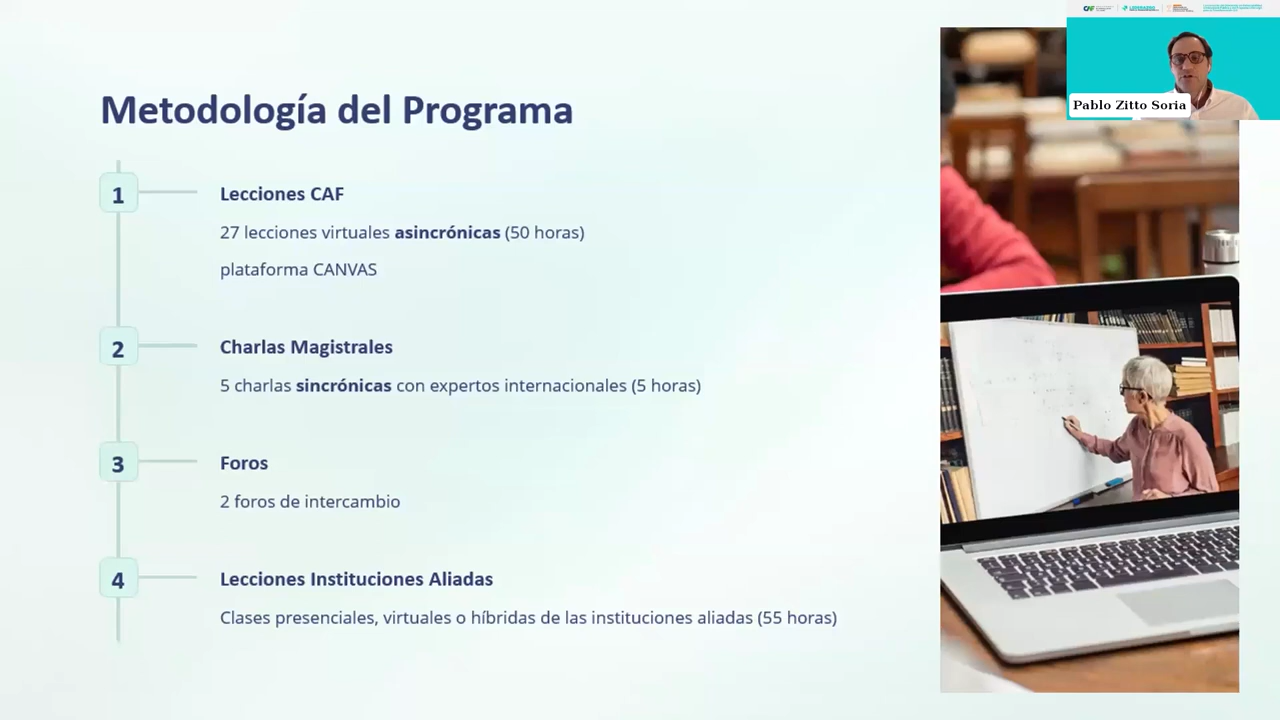 CAF
LIDERAZGO
Pablo Zitto Soria
Metodología del Programa
1
Lecciones CAF
27 lecciones virtuales asincrónicas (50 horas)
plataforma CANVAS
2
Charlas Magistrales
5 charlas sincrónicas con expertos internacionales (5 horas)
3
Foros
2 foros de intercambio
4
Lecciones Instituciones Aliadas
Clases presenciales, virtuales o híbridas de las instituciones aliadas (55 horas)